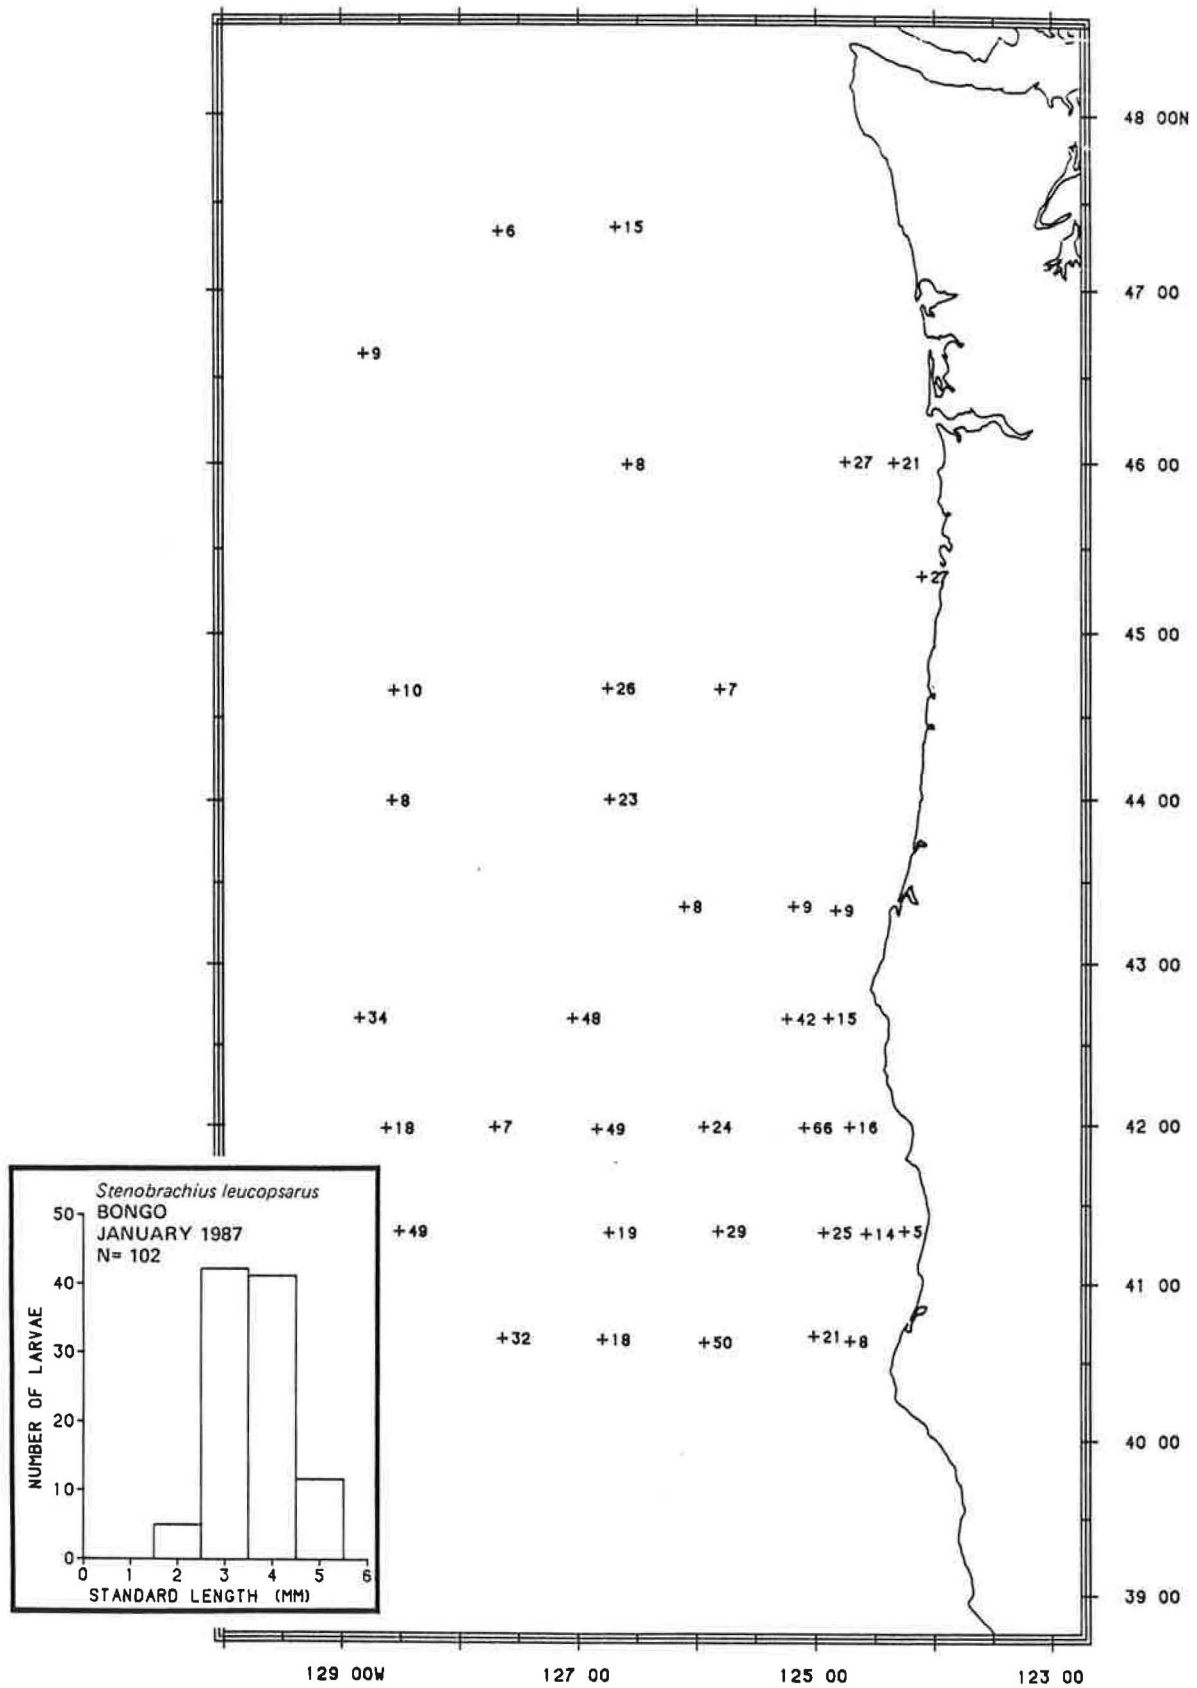 48 00N
+6 +15
47 00
+9
46 00
+8 +27 +21
+27
45 00
+10 +26 +7
44 00
+8 +23
+8 +9 +9
43 00
+34 +48 +42 +15
42 00
+18 +7 +49 +24 +66 +16
+49 +19 +29 +25 +14 +5
41 00
+32 +18 +50 +21 +8
40 00
39 00
129 00W 127 00 125 00 123 00
Stenobrachius leucopsarus
BONGO
JANUARY 1987
N= 102
NUMBER OF LARVAE
50
40
30
20
10
0
0 1 2 3 4 5 6
STANDARD LENGTH (MM)